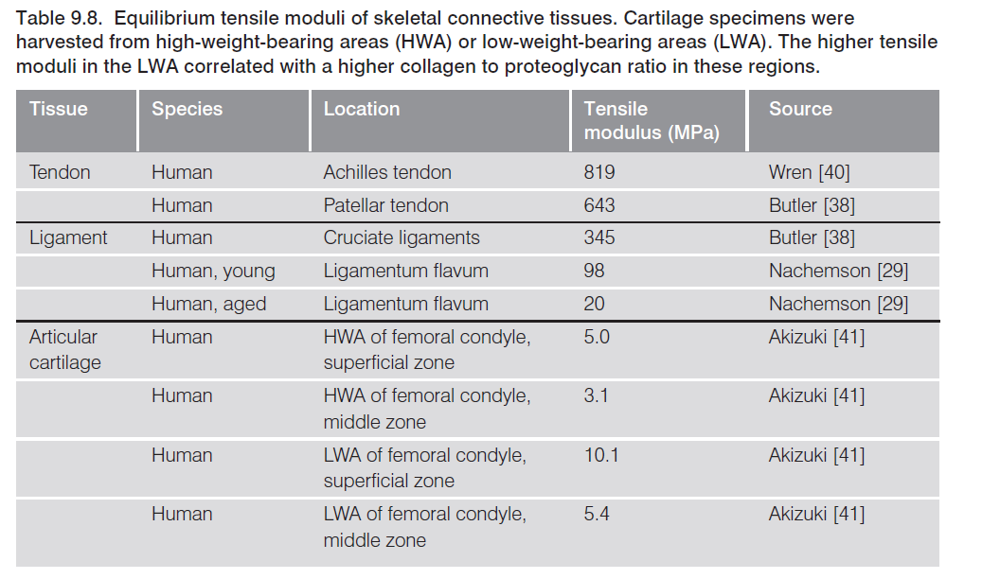 Table 9.8. Equilibrium tensile moduli of skeletal connective tissues. Cartilage specimens were
harvested from high-weight-bearing areas (HWA) or low-weight-bearing areas (LWA). The higher tensile
moduli in the LWA correlated with a higher collagen to proteoglycan ratio in these regions.
Tissue Species Location Tensile modulus (MPa) Source
Tendon Human Achilles tendon 819 Wren [40]
Human Patellar tendon 643 Butler [38]
Ligament Human Cruciate ligaments 345 Butler [38]
Human, young Ligamentum flavum 98 Nachemson [29]
Human, aged Ligamentum flavum 20 Nachemson [29]
Articular Human HWA of femoral condyle, 5.0 Akizuki [41]
cartilage superficial zone
Human HWA of femoral condyle, 3.1 Akizuki [41]
middle zone
Human LWA of femoral condyle, 10.1 Akizuki [41]
superficial zone
Human LWA of femoral condyle, 5.4 Akizuki [41]
middle zone